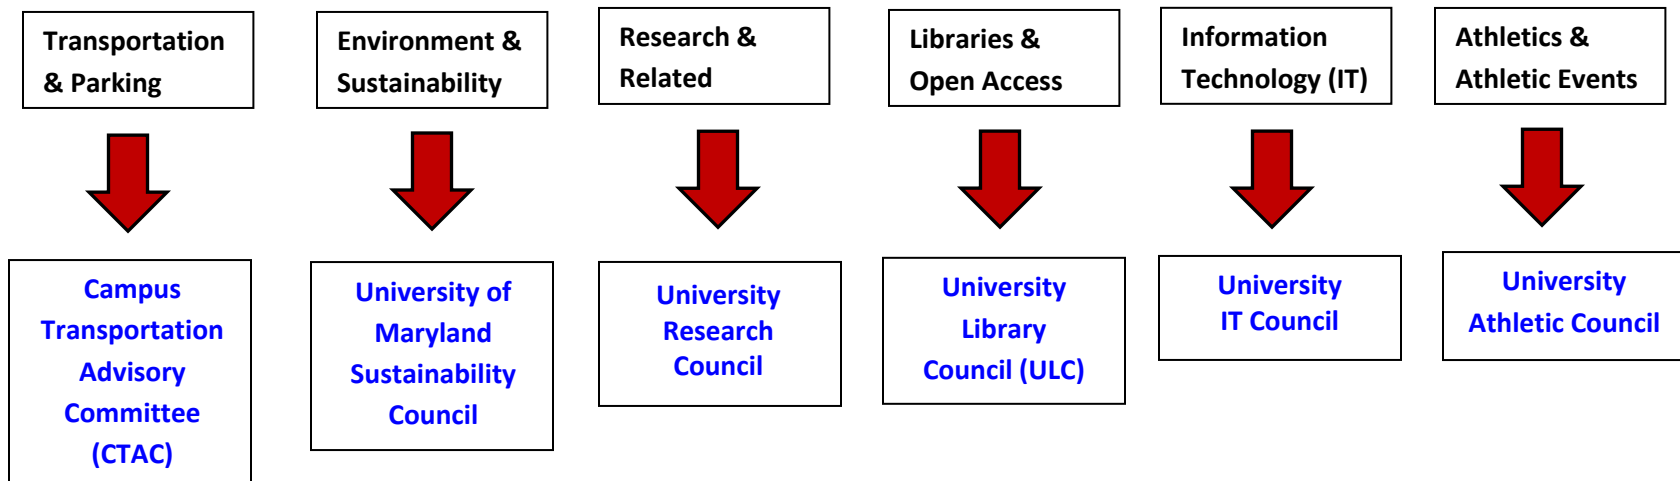 Transportation
& Parking
Environment &
Sustainability
Research &
Related
Libraries &
Open Access
Information
Technology (IT)
Athletics &
Athletic Events
Campus
Transportation
Advisory
Committee
(CTAC)
University of
Maryland
Sustainability
Council
University
Research
Council
University
Library
Council (ULC)
University
IT Council
University
Athletic Council